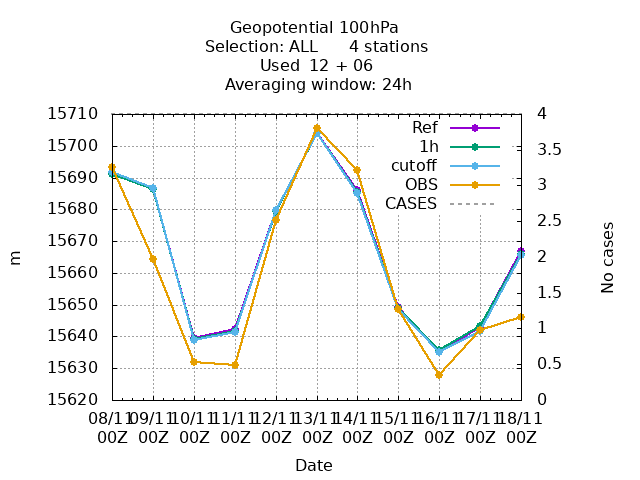 Geopotential 100hPa
Selection: ALL 4 stations
Used 12 + 06
Averaging window: 24h
15710
15700
15690
15680
15670
15660
15650
15640
15630
15620
m
4
3.5
3
2.5
2
1.5
1
0.5
0
No cases
Ref
1h
cutoff
OBS
CASES
08/11 09/11 10/11 11/11 12/11 13/11 14/11 15/11 16/11 17/11 18/11
00Z 00Z 00Z 00Z 00Z 00Z 00Z 00Z 00Z 00Z 00Z
Date